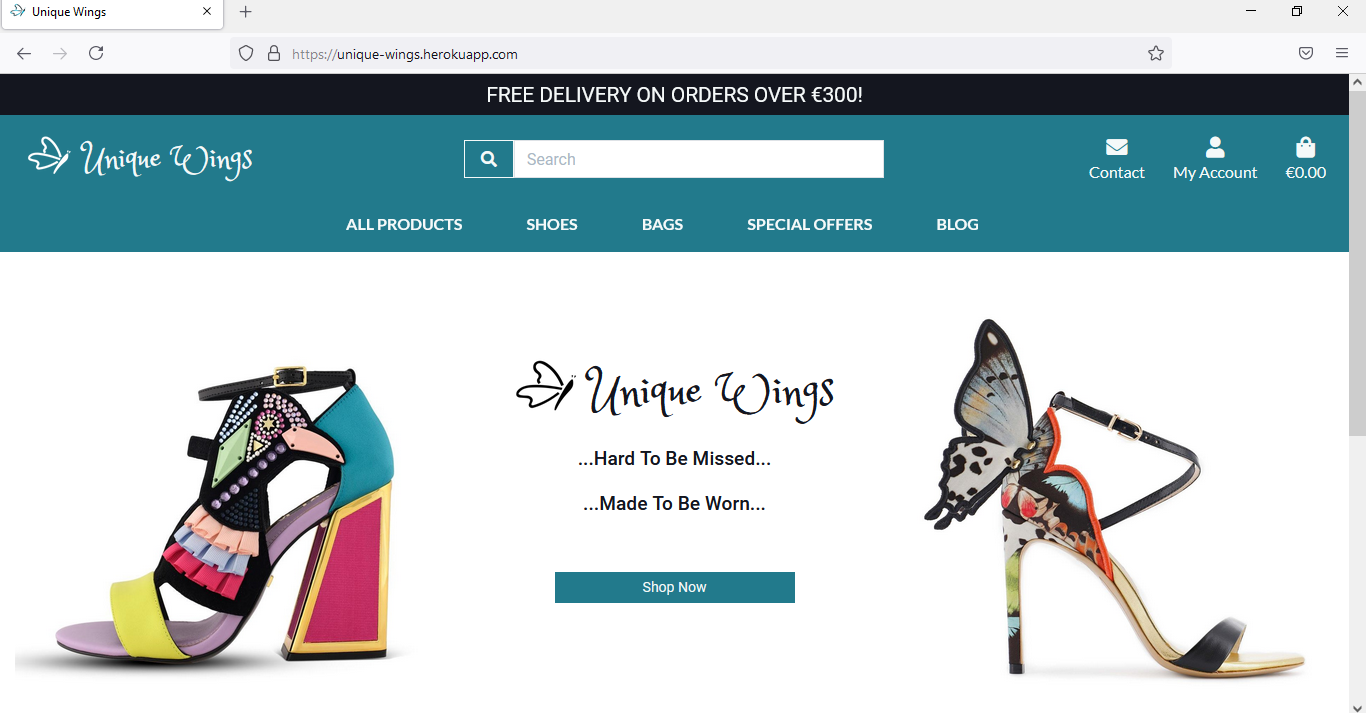 Unique Wings
https://unique-wings.herokuapp.com
FREE DELIVERY ON ORDERS OVER €300!
Unique Wings
Search
Contact
My Account
€0.00
ALL PRODUCTS SHOES BAGS SPECIAL OFFERS BLOG
Unique Wings
...Hard To Be Missed...
...Made To Be Worn...
Shop Now